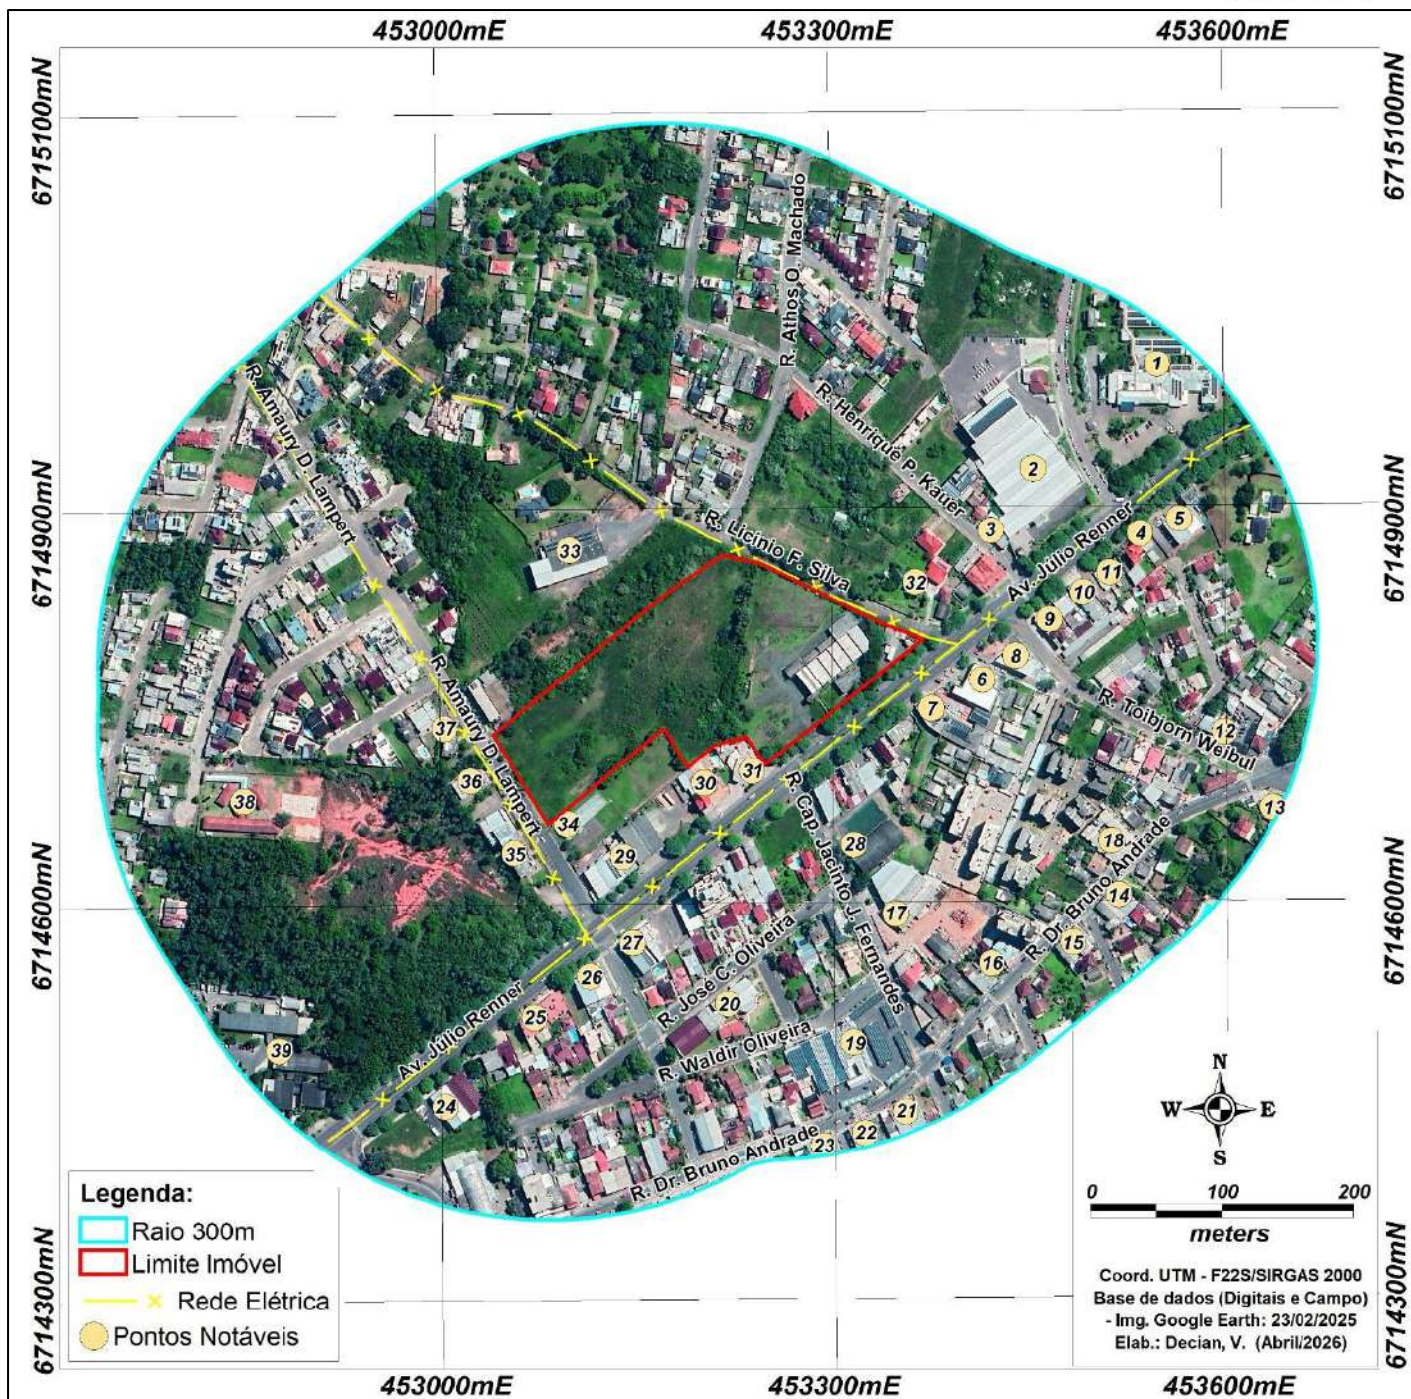 453000mE
453300mE
453600mE
6715100mN
6715100mN
R. Athos O. Machado
1
R. Amaury D. Lampert
R. Henrique P. Kauer
2
6714900mN
6714900mN
R. Licínio F. Silva
3
Av. Júlio Renner
4
5
33
32
11
10
9
8
R. Amaury D. Lampert
6
7
R. Toibjorn Weibul
12
37
36
31
30
R. Cap. Jacinto J. Fernandes
38
34
13
35
29
28
18
R. Dr. Bruno Andrade
14
17
6714600mN
6714600mN
27
R. José C. Oliveira
15
16
26
Av. Júlio Renner
25
20
R. Waldir Oliveira
19
39
24
21
22
23
R. Dr. Bruno Andrade
N
W
E
S
Legenda:
Raio 300m
Limite Imóvel
Rede Elétrica
Pontos Notáveis
0
100
200
meters
Coord. UTM - F22S/SIRGAS 2000
Base de dados (Digitais e Campo)
- Img. Google Earth: 23/02/2025
Elab.: Decian, V. (Abril/2026)
6714300mN
6714300mN
453000mE
453300mE
453600mE